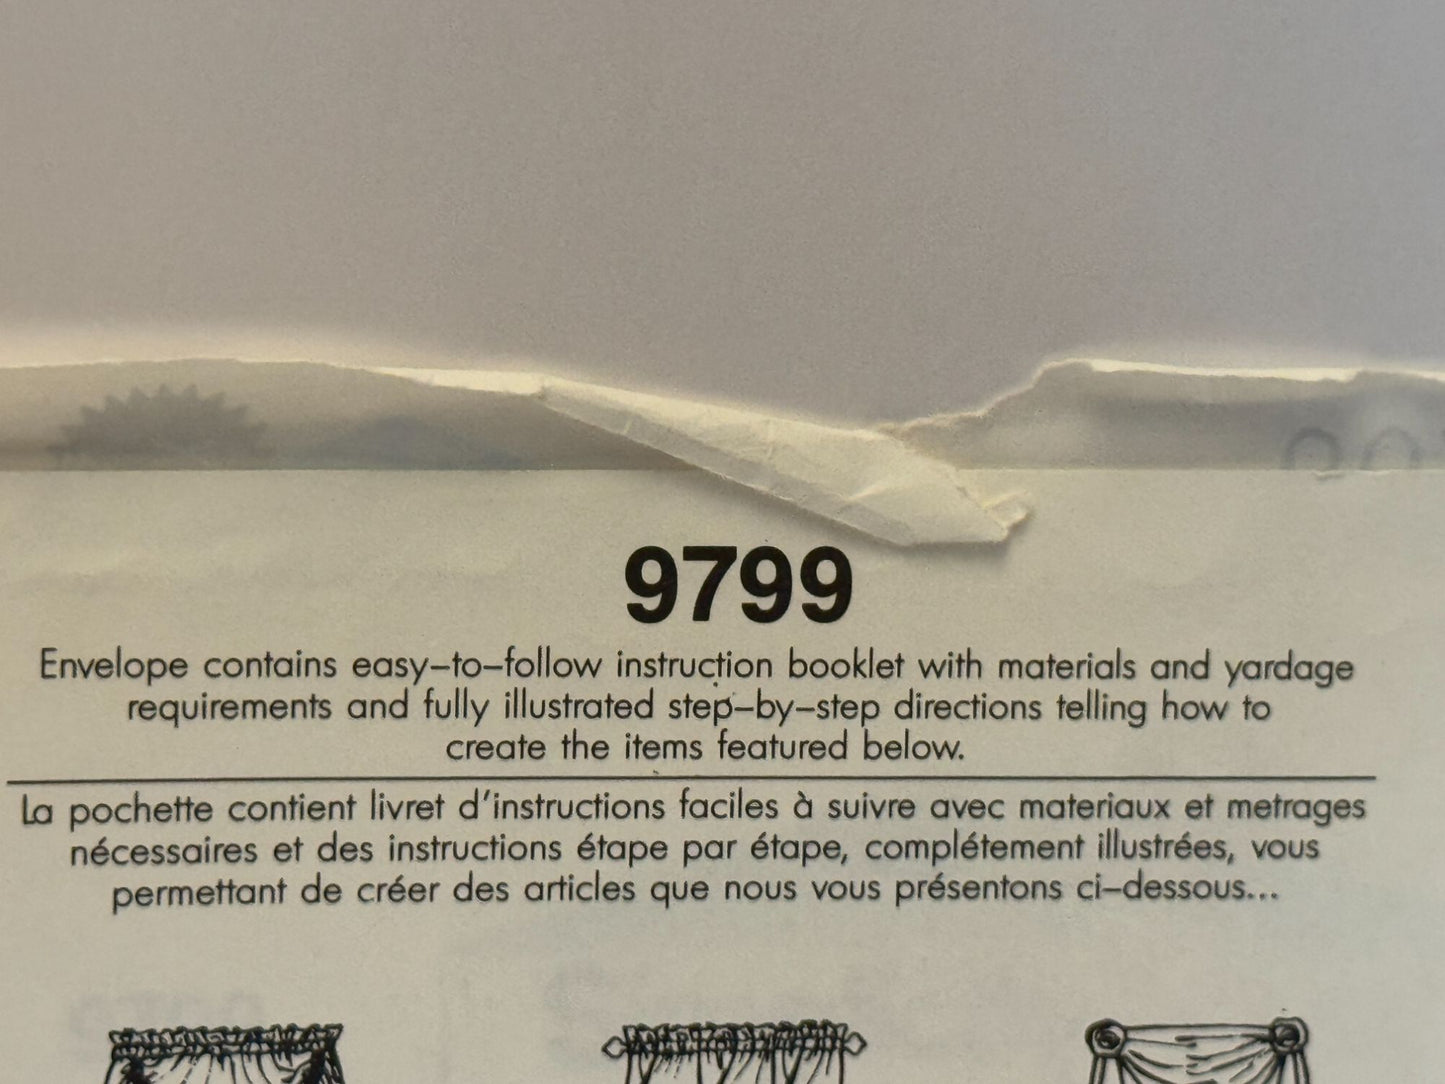 9799
Envelope contains easy–to–follow instruction booklet with materials and yardage
requirements and fully illustrated step–by–step directions telling how to
create the items featured below.
La pochette contient livret d'instructions faciles à suivre avec materiaux et metrages
nécessaires et des instructions étape par étape, complétement illustrées, vous
permettant de créer des articles que nous vous présentons ci–dessous...